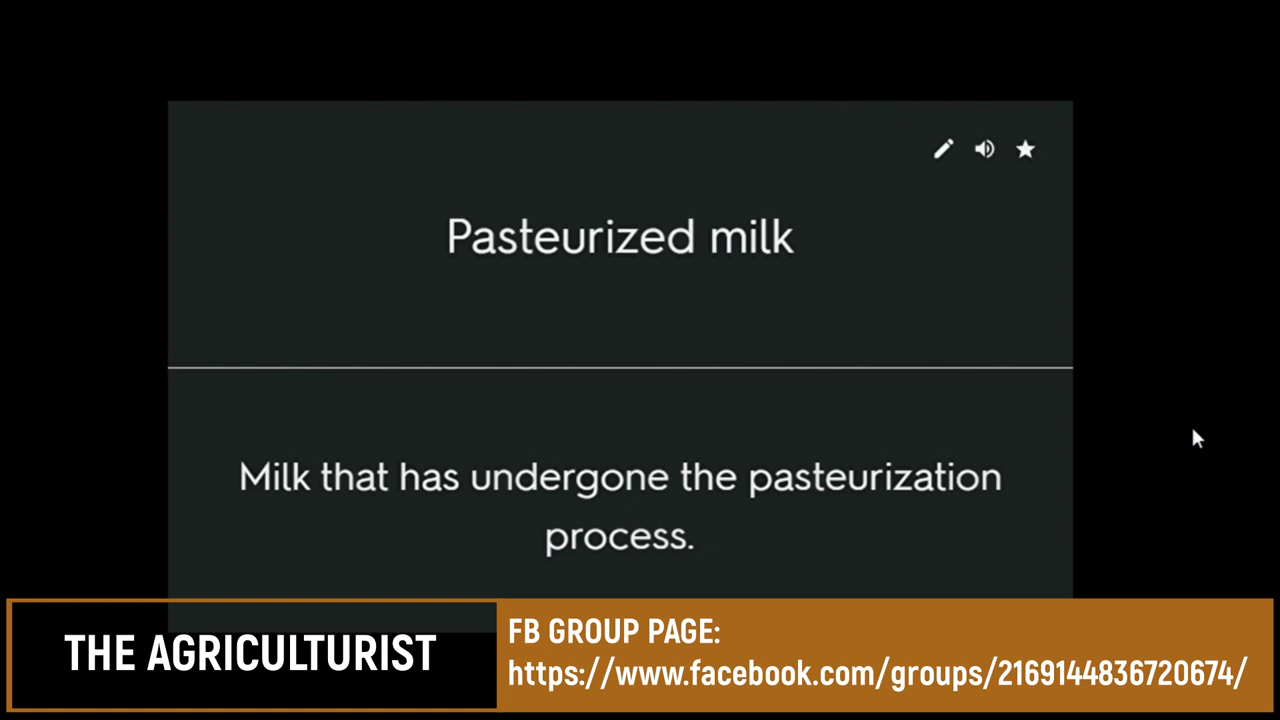 Pasteurized milk
Milk that has undergone the pasteurization
process.
THE AGRICULTURIST
FB GROUP PAGE:
https://www.facebook.com/groups/2169144836720674/